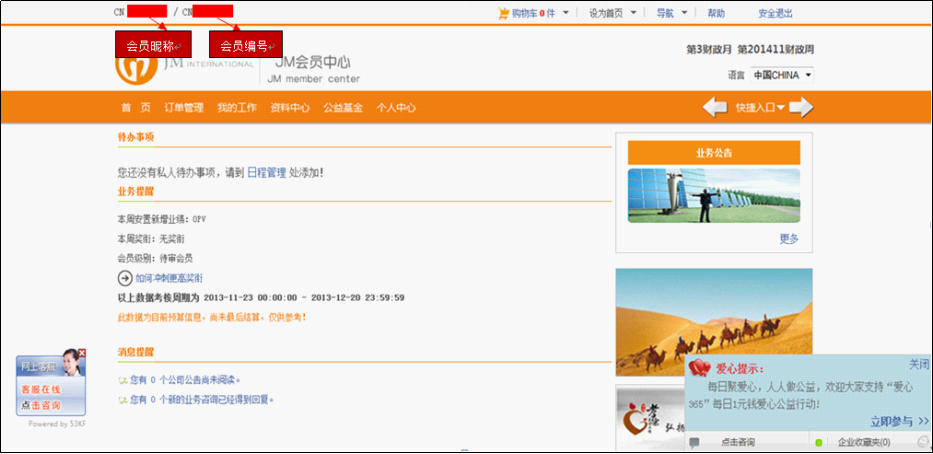 CN / CN 购物车 0 件 设为首页 导航 帮助 安全退出
会员昵称 会员编号
JM INTERNATIONAL JM会员中心
JM member center
第3财政月 第201411财政周
语言 中国CHINA
首 页 订单管理 我的工作 资料中心 公益基金 个人中心 快捷入口
待办事项
业务公告
您还没有私人待办事项，请到 日程管理 处添加！
业务提醒
本周安置新增业绩：0PV
本周奖衔：无奖衔
更多
会员级别：待审会员
如何冲刺更高奖衔
以上数据考核周期为 2013-11-23 00:00:00 - 2013-12-20 23:59:59
此数据为目前预算信息，尚未最后结算，仅供参考！
消息提醒
您有 0 个公司公告尚未阅读。
您有 0 个新的业务咨询已经得到回复。
网上客服
客服在线
点击咨询
Powered by 53KF
孝 弘扬
爱心提示： 关闭
每日聚爱心，人人做公益，欢迎大家支持“爱心
365”每日1元钱爱心公益行动！
立即参与 >>
点击咨询 企业收藏夹(0)